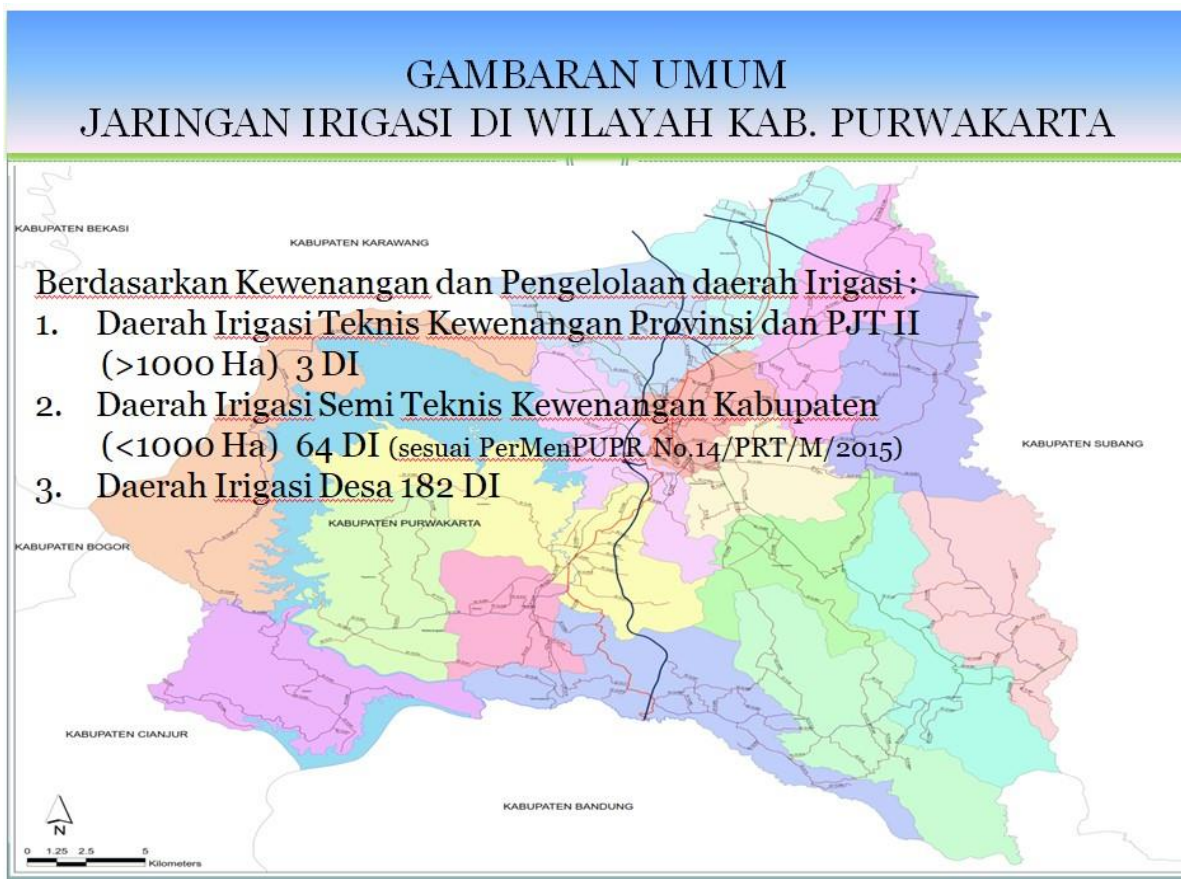 GAMBARAN UMUM
JARINGAN IRIGASI DI WILAYAH KAB. PURWAKARTA
KABUPATEN BEKASI
KABUPATEN KARAWANG
Berdasarkan Kewenangan dan Pengelolaan daerah Irigasi :
1. Daerah Irigasi Teknis Kewenangan Provinsi dan PJT II
(>1000 Ha) 3 DI
2. Daerah Irigasi Semi Teknis Kewenangan Kabupaten
(<1000 Ha) 64 DI (sesuai PerMenPUPR No.14/PRT/M/2015)
KABUPATEN SUBANG
3. Daerah Irigasi Desa 182 DI
KABUPATEN PURWAKARTA
KABUPATEN BOGOR
KABUPATEN CIANJUR
KABUPATEN BANDUNG
N
0 1.25 2.5 5
Kilometers